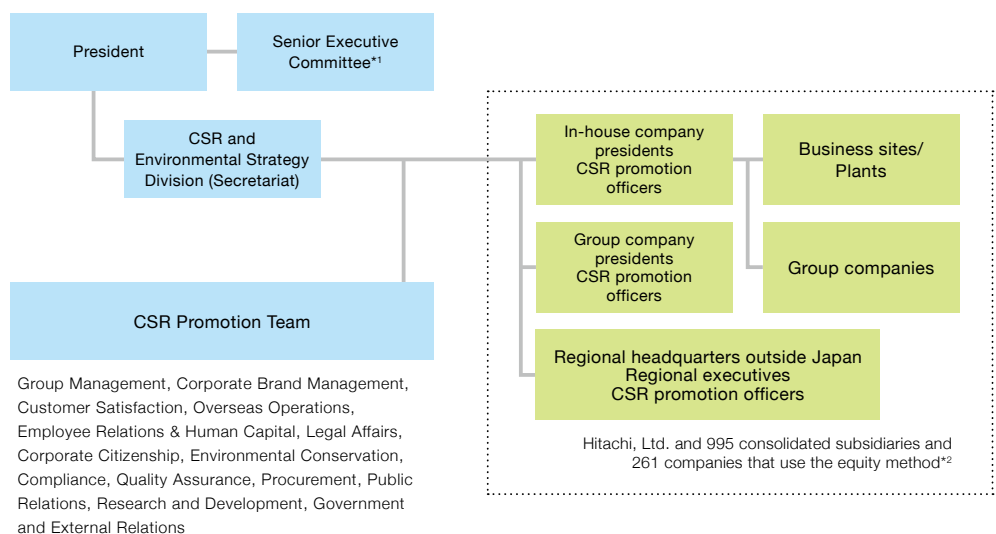 President
Senior Executive
Committee*1
CSR and
Environmental Strategy
Division (Secretariat)
CSR Promotion Team
Group Management, Corporate Brand Management,
Customer Satisfaction, Overseas Operations,
Employee Relations & Human Capital, Legal Affairs,
Corporate Citizenship, Environmental Conservation,
Compliance, Quality Assurance, Procurement, Public
Relations, Research and Development, Government
and External Relations
In-house company
presidents
CSR promotion
officers
Business sites/
Plants
Group company
presidents
CSR promotion
officers
Group companies
Regional headquarters outside Japan
Regional executives
CSR promotion officers
Hitachi, Ltd. and 995 consolidated subsidiaries and
261 companies that use the equity method*2